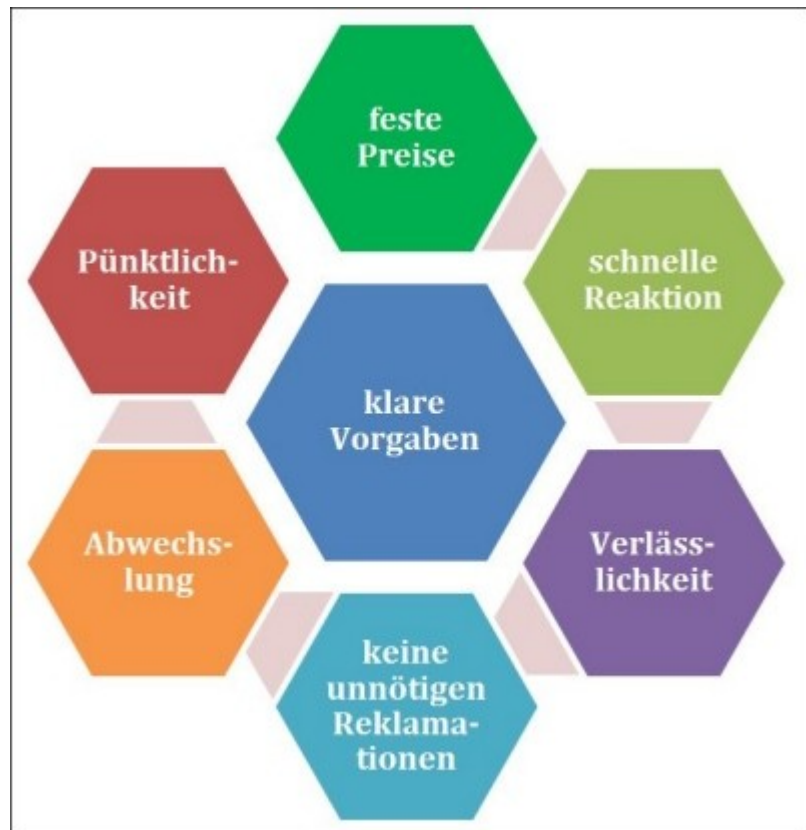 feste
Preise
schnelle
Reaktion
Verläss-
lichkeit
keine
unnötigen
Reklama-
tionen
Abwechs-
lung
Pünktlich-
keit
klare
Vorgaben